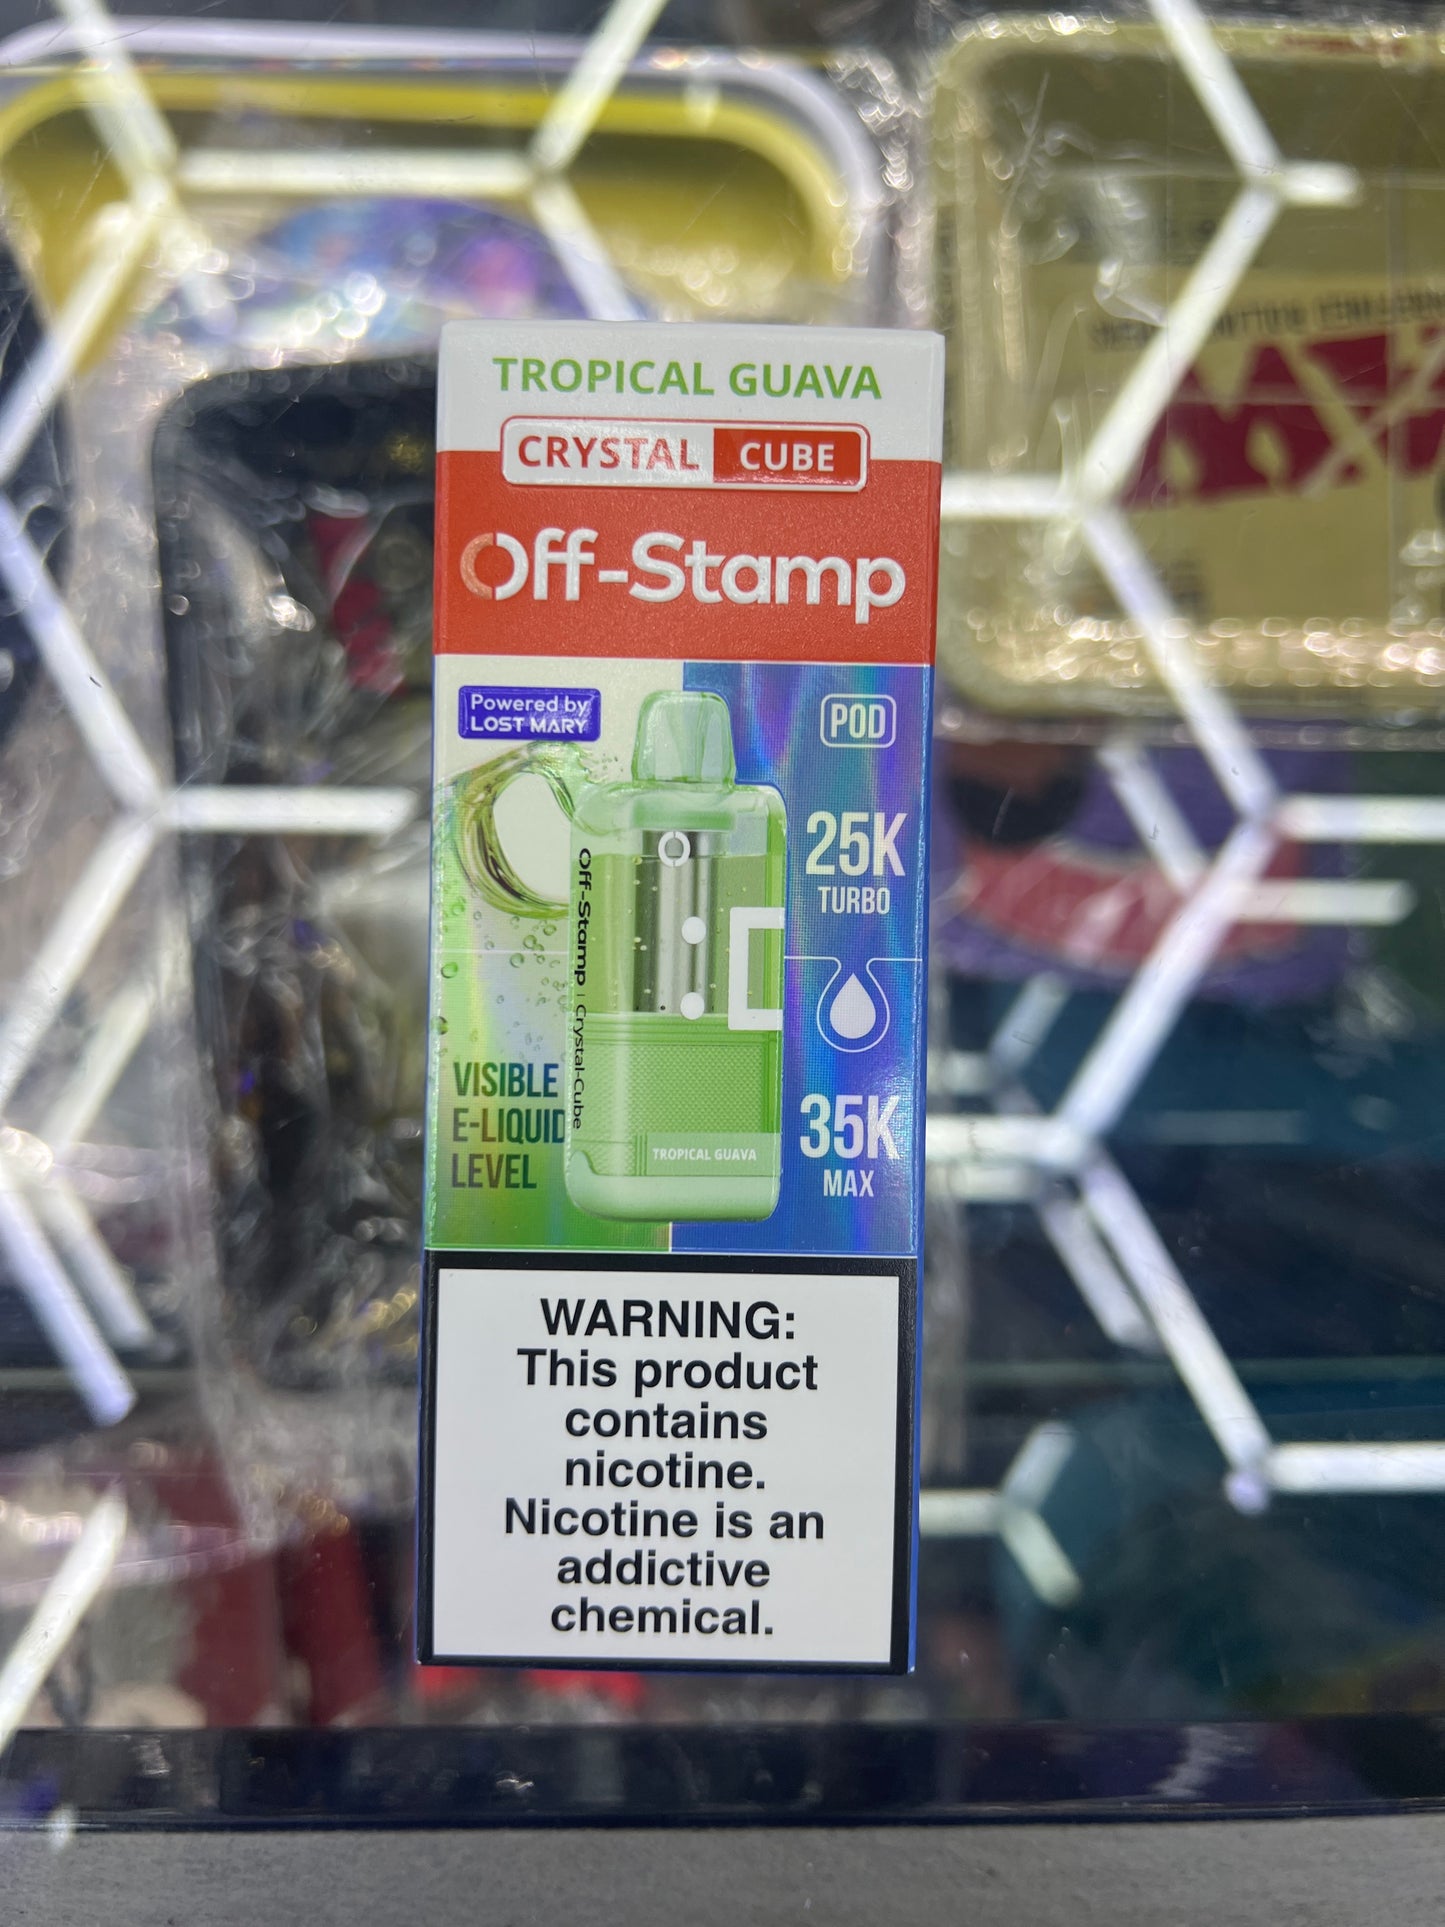 TROPICAL GUAVA
CRYSTAL CUBE
Off-Stamp
Powered by
LOST MARY
POD
25K
TURBO
Off-Stamp | Crystal-Cube
VISIBLE
E-LIQUID
LEVEL
35K
MAX
TROPICAL GUAVA
WARNING:
This product
contains
nicotine.
Nicotine is an
addictive
chemical.